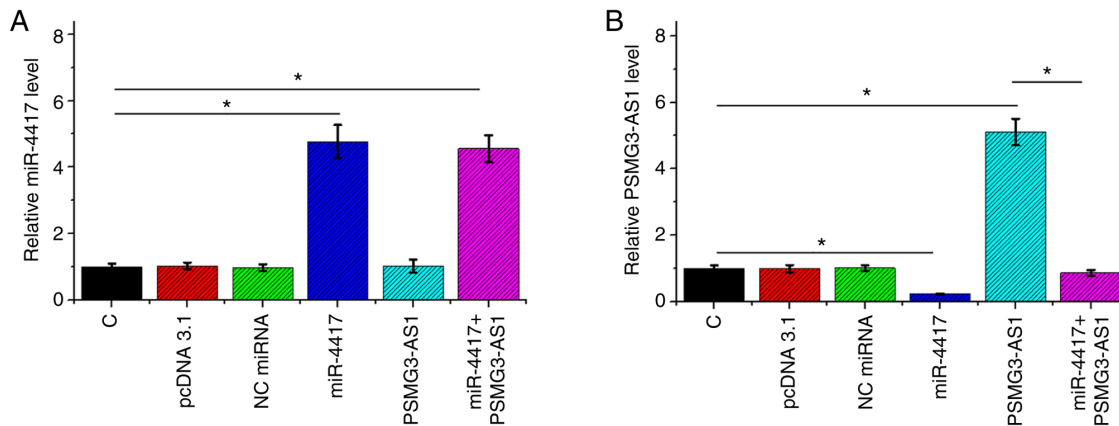 A
Relative miR-4417 level
8
6
4
2
0
*
*
C
pcDNA 3.1
NC miRNA
miR-4417
PSMG3-AS1
miR-4417+
PSMG3-AS1
B
Relative PSMG3-AS1 level
8
6
4
2
0
*
*
*
C
pcDNA 3.1
NC miRNA
miR-4417
PSMG3-AS1
miR-4417+
PSMG3-AS1